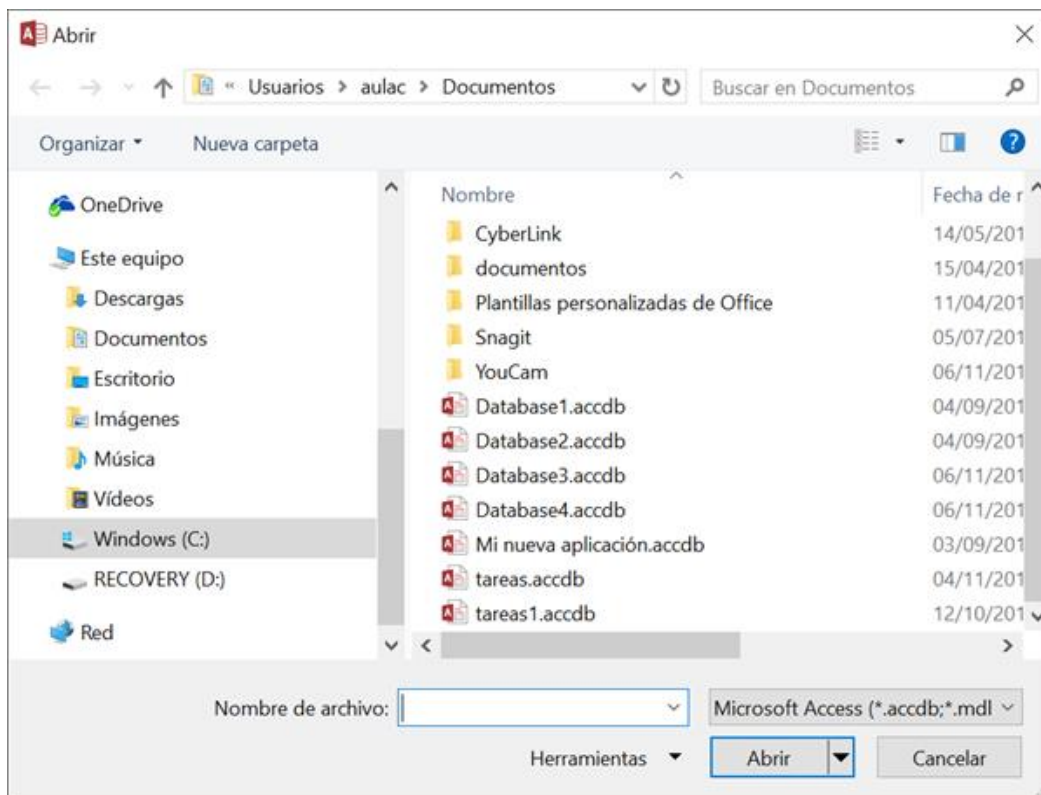 Abrir
« Usuarios > aulac > Documentos
Buscar en Documentos
Organizar
Nueva carpeta
OneDrive
Este equipo
Descargas
Documentos
Escritorio
Imágenes
Música
Vídeos
Windows (C:)
RECOVERY (D:)
Red
Nombre
Fecha de r
CyberLink
14/05/201
documentos
15/04/201
Plantillas personalizadas de Office
11/04/201
Snagit
05/07/201
YouCam
06/11/201
Database1.accdb
04/09/201
Database2.accdb
04/09/201
Database3.accdb
06/11/201
Database4.accdb
06/11/201
Mi nueva aplicación.accdb
03/09/201
tareas.accdb
04/11/201
tareas1.accdb
12/10/201
Nombre de archivo:
Microsoft Access (*.accdb;*.mdl
Herramientas
Abrir
Cancelar